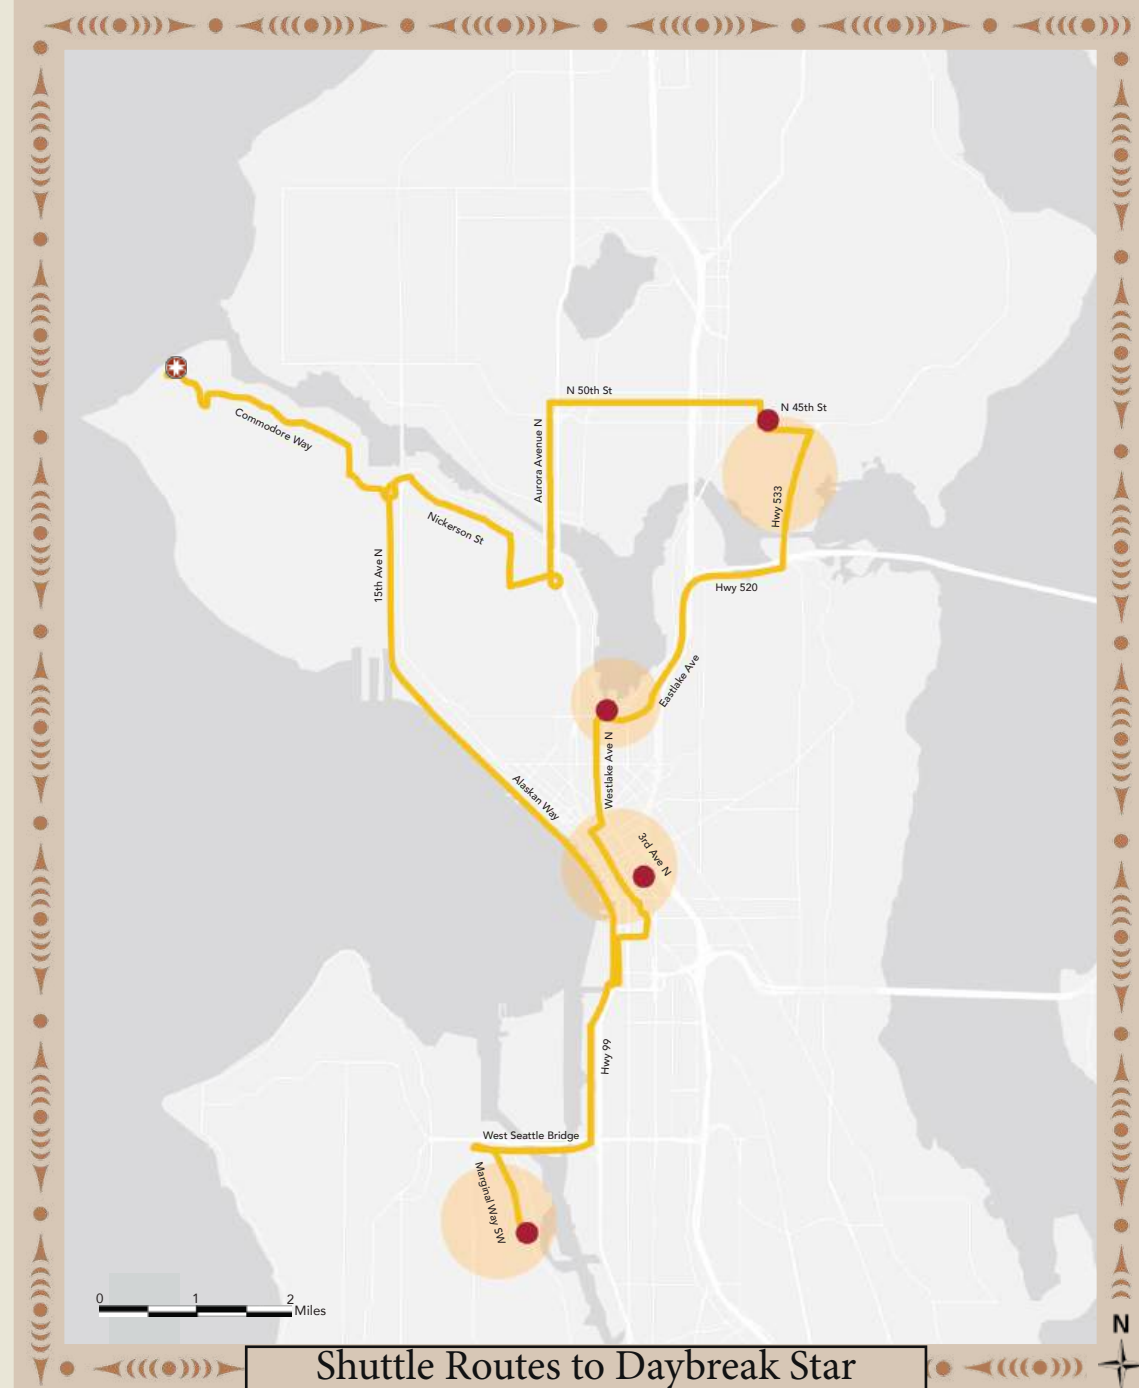 N 50th St
N 45th St
Commodore Way
Aurora Avenue N
Hwy 533
Nickerson St
15th Ave N
Hwy 520
Eastlake Ave
Westlake Ave N
Alaskan Way
3rd Ave N
Hwy 99
West Seattle Bridge
Marginal Way SW
0 1 2
Miles
N
Shuttle Routes to Daybreak Star